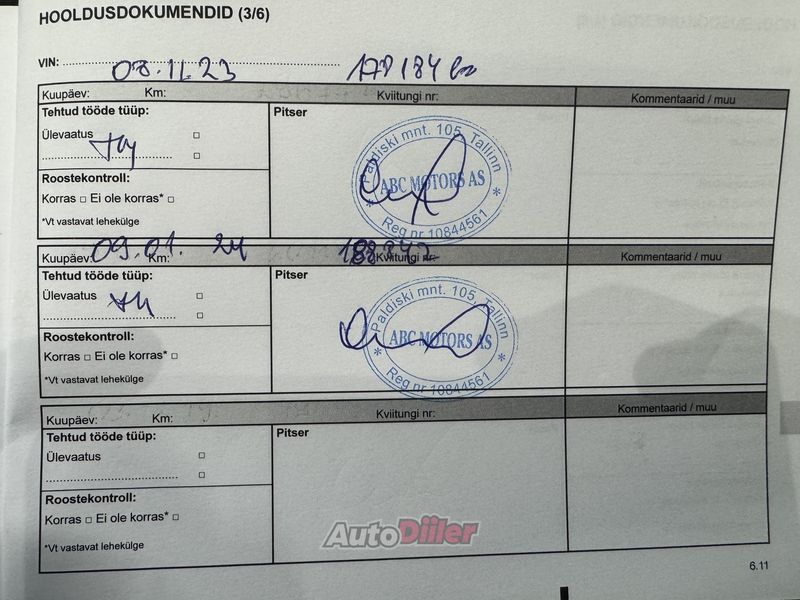 HOOLDUSDOKUMENDID (3/6)
VIN:
08.11.23
Kuupäev: Km: Kviitungi nr: Kommentaarid / muu
Tehtud tööde tüüp: Pitser
Ülevaatus □
□
Roostekontroll:
Korras □ Ei ole korras* □
*Vt vastavat lehekülge
Paldiski mnt. 105, Tallinn
* ABC MOTORS AS *
Reg nr 10844561
09.01.24
Kuupäev: Km: Kviitungi nr: Kommentaarid / muu
Tehtud tööde tüüp: Pitser
Ülevaatus □
□
Roostekontroll:
Korras □ Ei ole korras* □
*Vt vastavat lehekülge
Paldiski mnt. 105, Tallinn
* ABC MOTORS AS *
Reg nr 10844561
Kuupäev: Km: Kviitungi nr: Kommentaarid / muu
Tehtud tööde tüüp: Pitser
Ülevaatus □
□
Roostekontroll:
Korras □ Ei ole korras* □
*Vt vastavat lehekülge
AutoDiiler
6.11